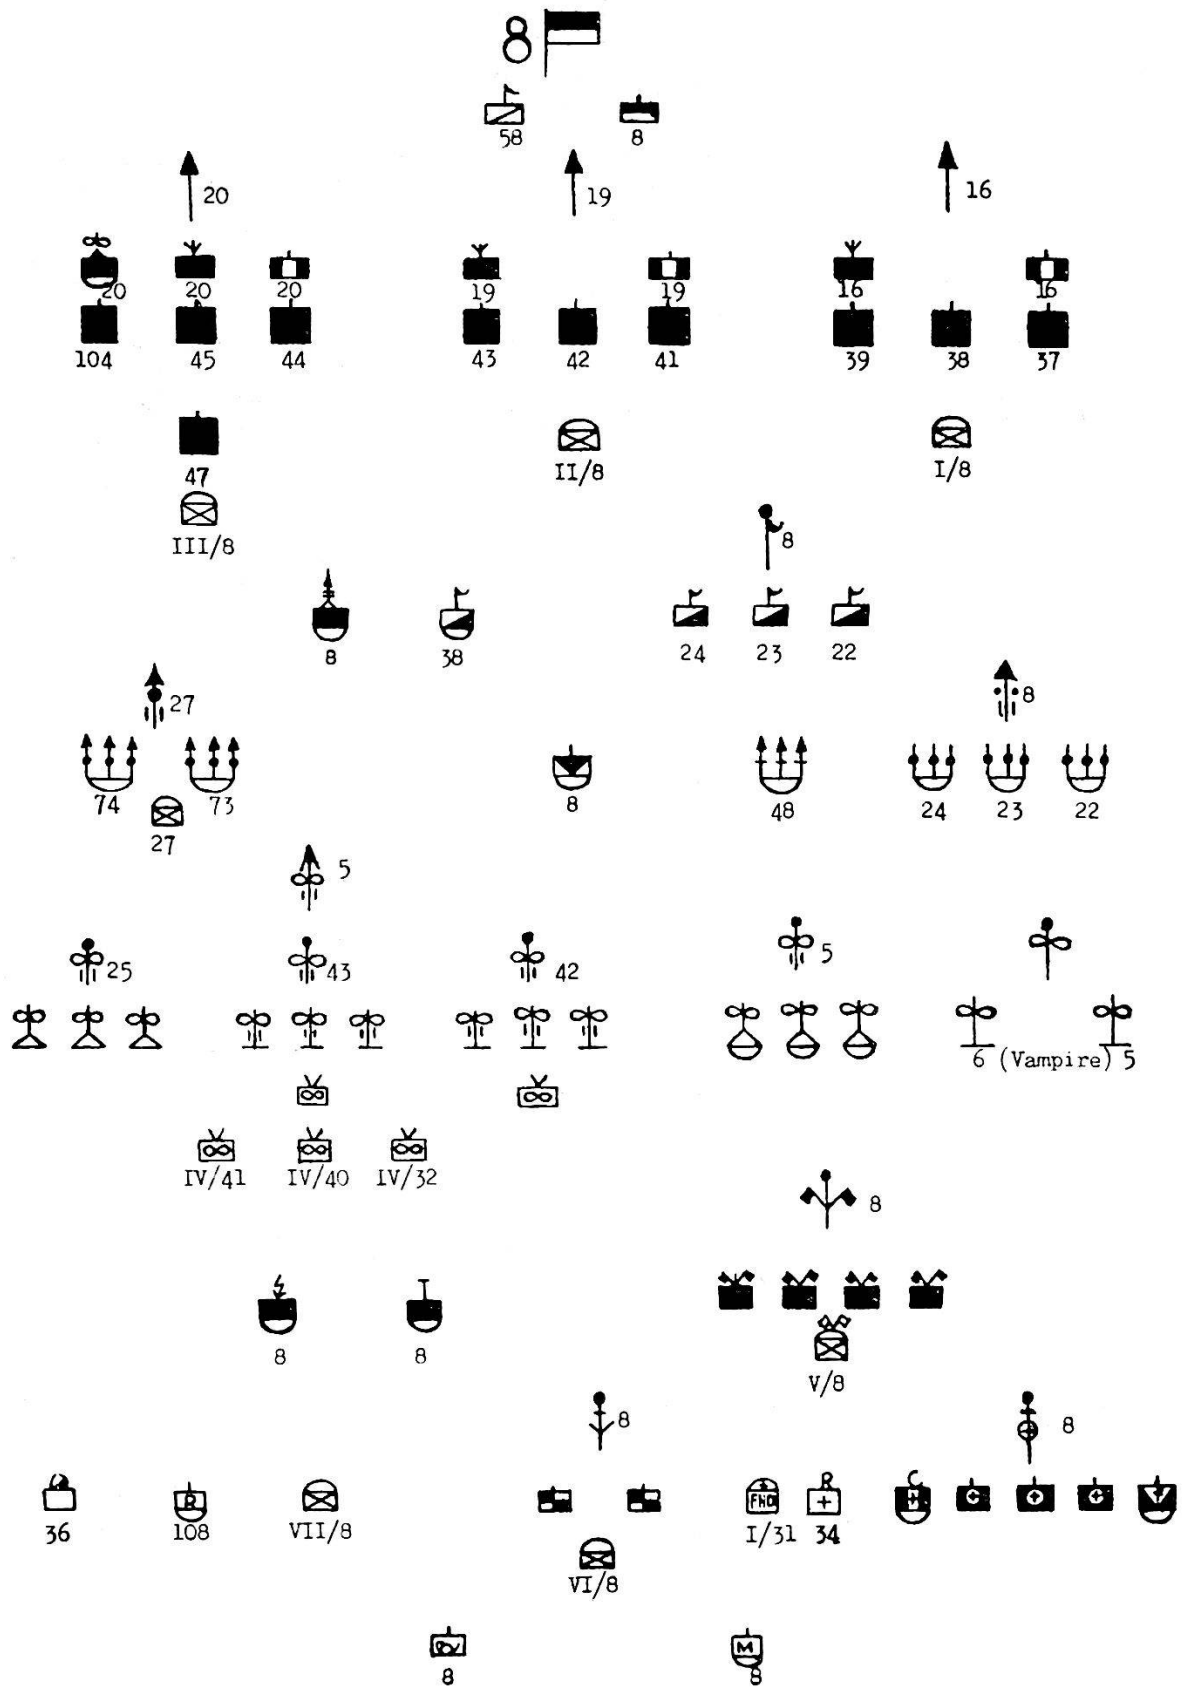 8
58 8
20 19 16
20 20 20 19 19 16 16
104 45 44 43 42 41 39 38 37
47 II/8 I/8
III/8
8
8 38 24 23 22
27 8
74 73 8 48 24 23 22
27
5
25 43 42 5
6 (Vampire) 5
IV/41 IV/40 IV/32
8
8 8
V/8
8 8
R C
R FHD
36 108 VII/8 I/31 34
VI/8
M
8 8